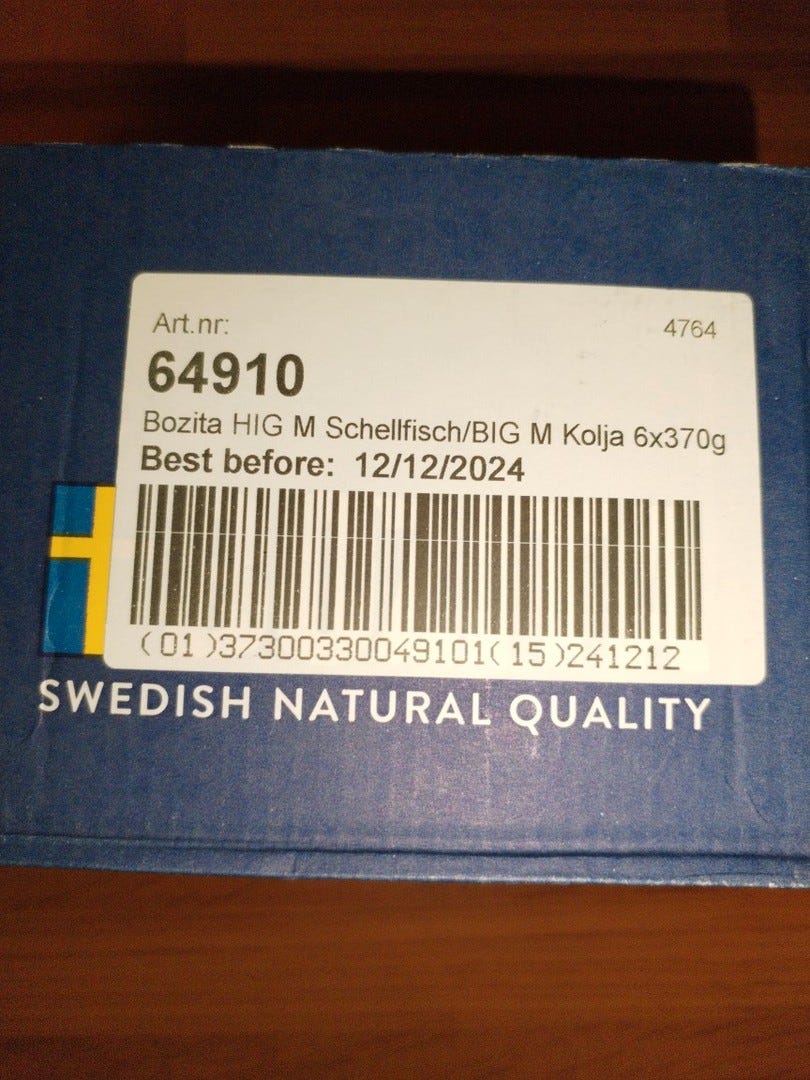 Art.nr:
4764
64910
Bozita HIG M Schellfisch/BIG M Kolja 6x370g
Best before: 12/12/2024
(01)37300330049101(15)241212
SWEDISH NATURAL QUALITY